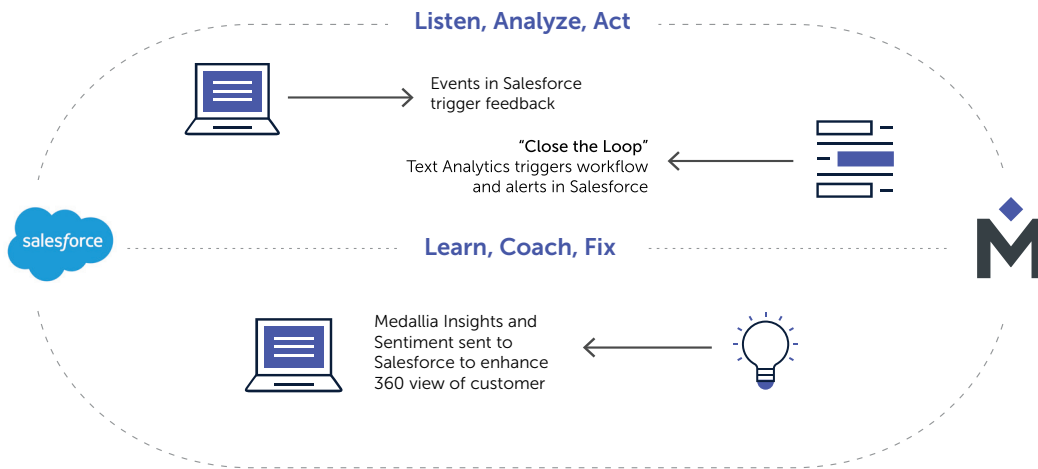 Listen, Analyze, Act
Events in Salesforce
trigger feedback
“Close the Loop”
Text Analytics triggers workflow
and alerts in Salesforce
salesforce
Learn, Coach, Fix
M
Medallia Insights and
Sentiment sent to
Salesforce to enhance
360 view of customer